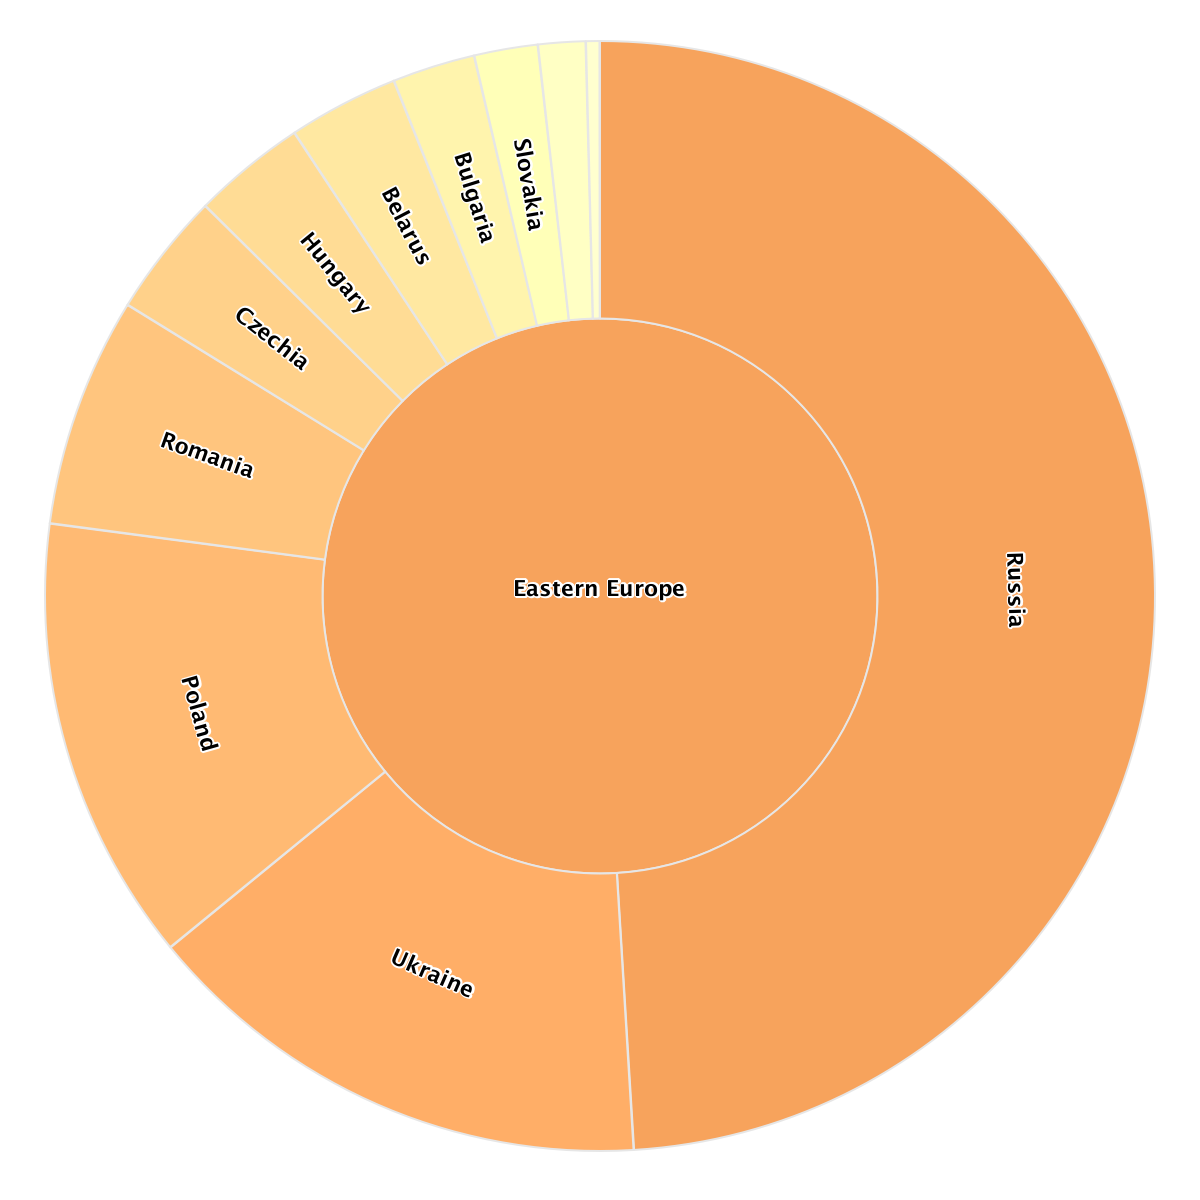 Eastern Europe
Russia
Ukraine
Poland
Romania
Czechia
Hungary
Belarus
Bulgaria
Slovakia